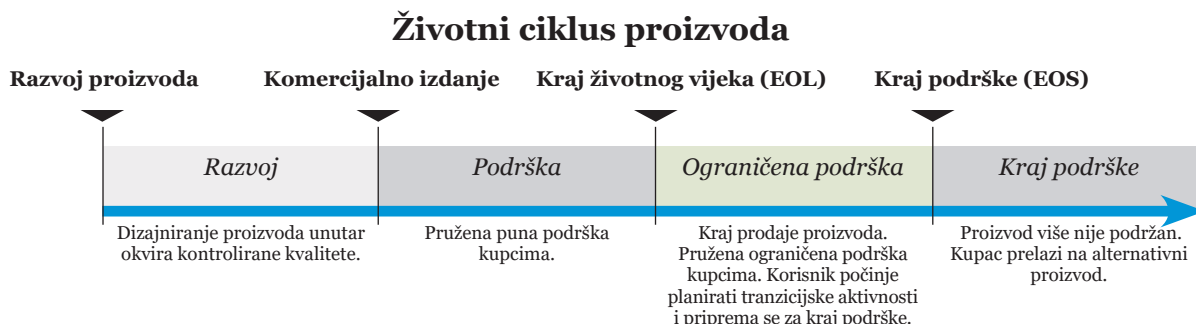 Životni ciklus proizvoda
Razvoj proizvoda
Komercijalno izdanje
Kraj životnog vijeka (EOL)
Kraj podrške (EOS)
Razvoj
Podrška
Ograničena podrška
Kraj podrške
Dizajniranje proizvoda unutar
okvira kontrolirane kvalitete.
Pružena puna podrška
kupcima.
Kraj prodaje proizvoda.
Pružena ograničena podrška
kupcima. Korisnik počinje
planirati tranzicijske aktivnosti
i priprema se za kraj podrške.
Proizvod više nije podržan.
Kupac prelazi na alternativni
proizvod.